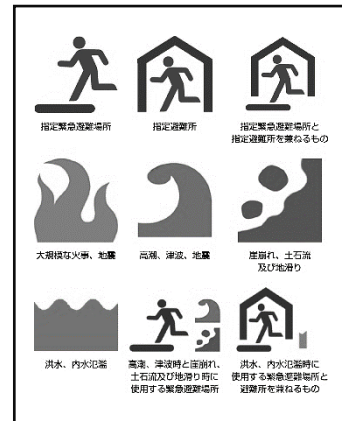 指定緊急避難場所
指定避難所
指定緊急避難場所と
指定避難所を兼ねるもの
大規模な火事、地震
高潮、津波、地震
崖崩れ、土石流
及び地滑り
洪水、内水氾濫
高潮、津波時と崖崩れ、
土石流及び地滑り時に
使用する緊急避難場所
洪水、内水氾濫時に
使用する緊急避難場所と
避難所を兼ねるもの